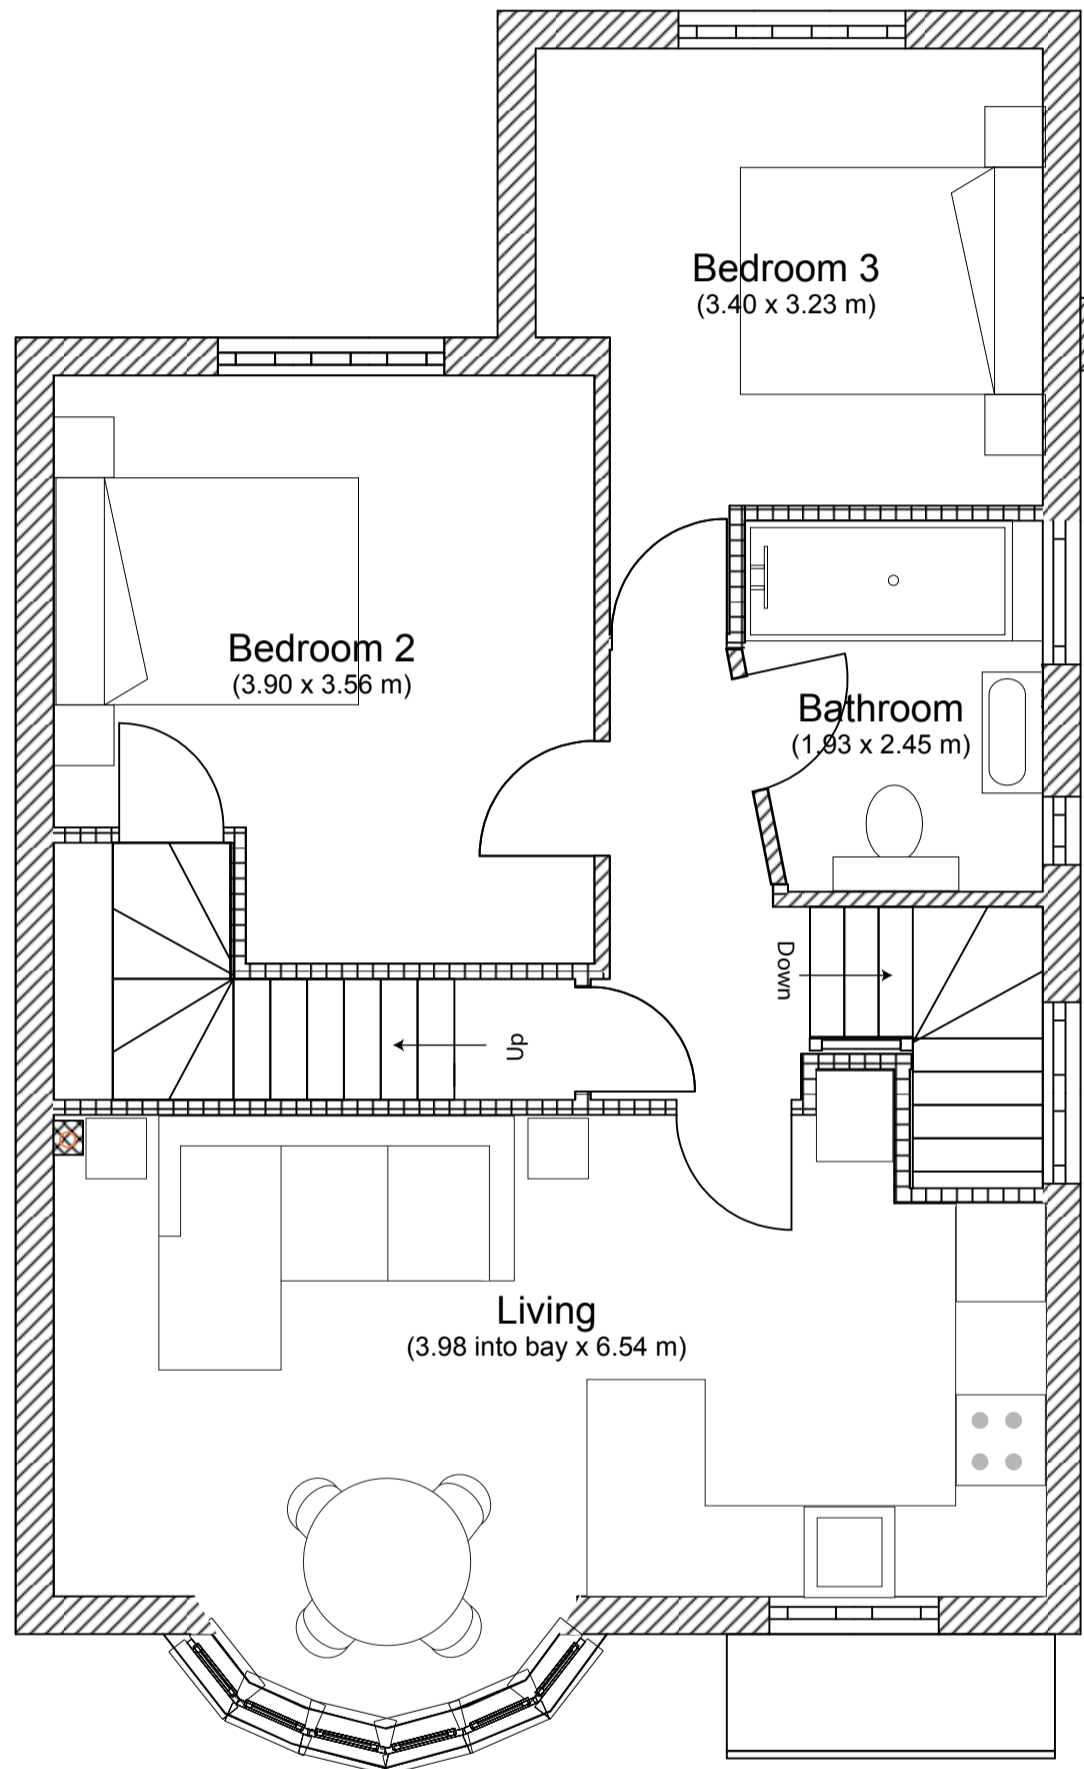 Bedroom 3
(3.40 x 3.23 m)
Bedroom 2
(3.90 x 3.56 m)
Bathroom
(1.93 x 2.45 m)
Down
Up
Living
(3.98 into bay x 6.54 m)